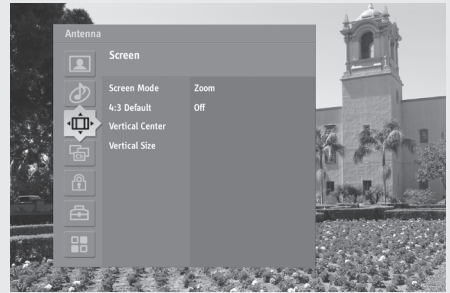 Antenna
Screen
Screen Mode Zoom
4:3 Default Off
Vertical Center
Vertical Size